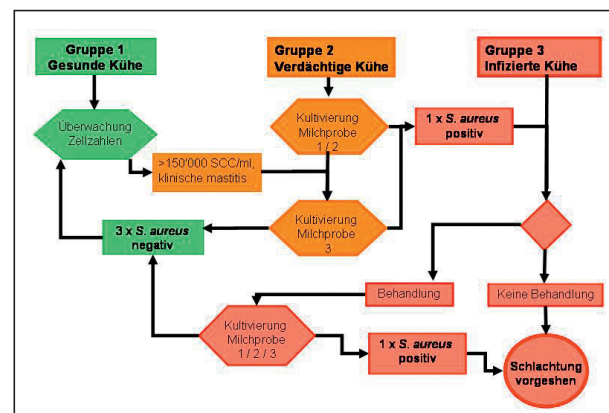 Gruppe 1
Gesunde Kühe
Gruppe 2
Verdächtige Kühe
Gruppe 3
Infizierte Kühe
Überwachung
Zellzahlen
Kultivierung
Milchprobe
1 / 2
1 x S. aureus
positiv
>150'000 SCC/ml,
klinische mastitis
3 x S. aureus
negativ
Kultivierung
Milchprobe
3
Behandlung
Keine Behandlung
Kultivierung
Milchprobe
1 / 2 / 3
1 x S. aureus
positiv
Schlachtung
vorgeshen